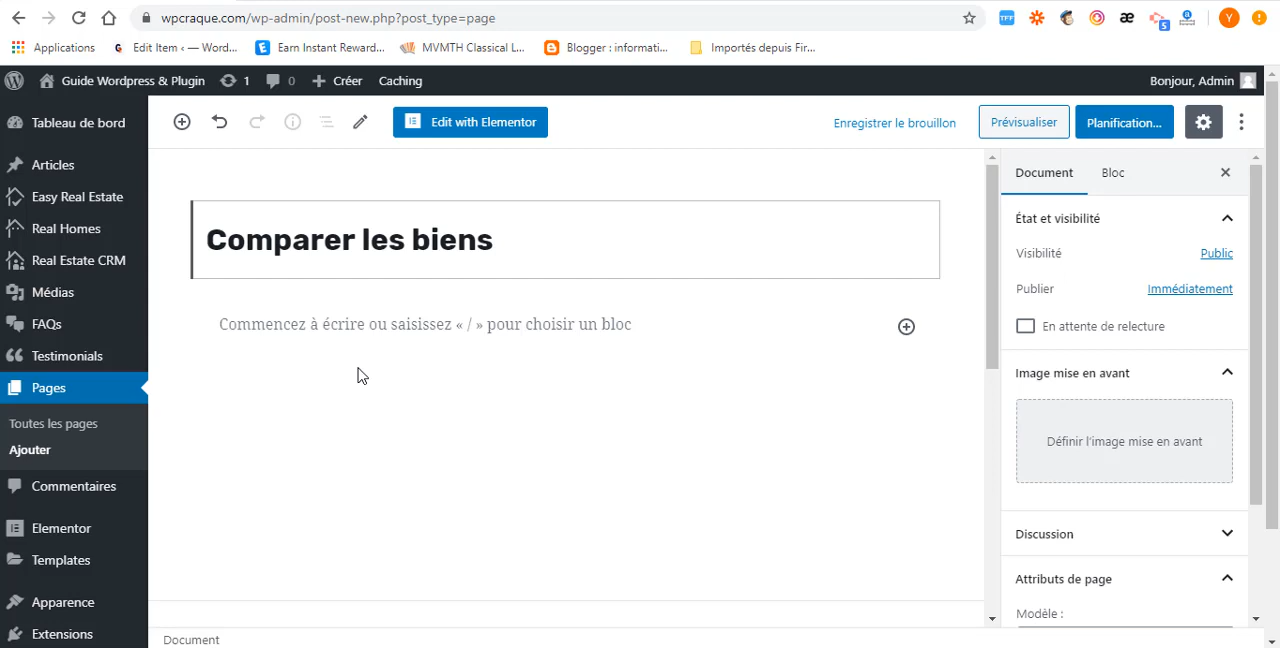 wpcraque.com/wp-admin/post-new.php?post_type=page
TFF
æ
5
Y
Applications
G Edit Item ‹ — Word...
Earn Instant Reward...
MVMTH Classical L...
Blogger : informati...
Importés depuis Fir...
Guide Wordpress & Plugin
1
0
Créer
Caching
Bonjour, Admin
Tableau de bord
Articles
Easy Real Estate
Real Homes
Real Estate CRM
Médias
FAQs
Testimonials
Pages
Toutes les pages
Ajouter
Commentaires
Elementor
Templates
Apparence
Extensions
Edit with Elementor
Enregistrer le brouillon
Prévisualiser
Planification...
Comparer les biens
Commencez à écrire ou saisissez « / » pour choisir un bloc
Document
Bloc
État et visibilité
Visibilité
Public
Publier
Immédiatement
En attente de relecture
Image mise en avant
Définir l'image mise en avant
Discussion
Attributs de page
Modèle :
Document